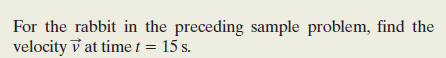 For the rabbit in the preceding sample problem, find the
velocity v⃗ at time t = 15 s.